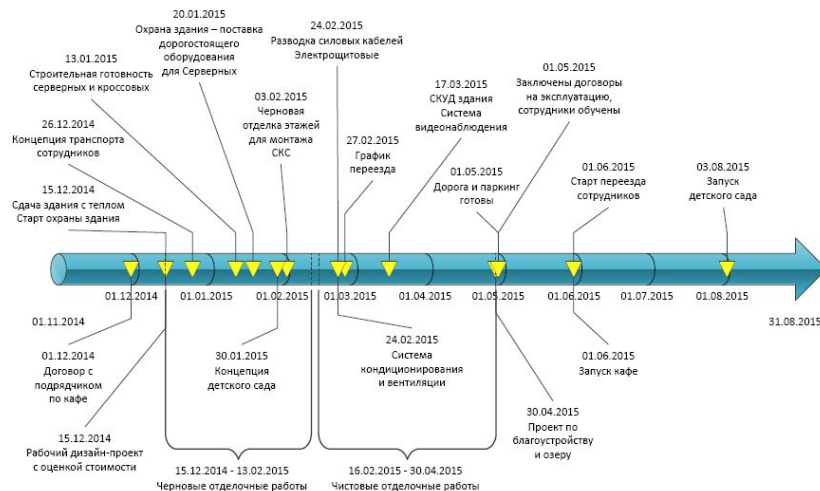 20.01.2015
Охрана здания – поставка
дорогостоящего
оборудования
для Серверных
24.02.2015
Разводка силовых кабелей
Электрощитовые
13.01.2015
Строительная готовность
серверных и кроссовых
03.02.2015
Черновая
отделка этажей
для монтажа
СКС
17.03.2015
СКУД здания
Система
видеонаблюдения
01.05.2015
Заключены договоры
на эксплуатацию,
сотрудники обучены
26.12.2014
Концепция транспорта
сотрудников
27.02.2015
График
переезда
15.12.2014
Сдача здания с теплом
Старт охраны здания
01.05.2015
Дорога и паркинг
готовы
01.06.2015
Старт переезда
сотрудников
03.08.2015
Запуск
детского сада
01.12.2014
01.01.2015
01.02.2015
01.03.2015
01.04.2015
01.05.2015
01.06.2015
01.07.2015
01.08.2015
01.11.2014
31.08.2015
01.12.2014
Договор с
подрядчиком
по кафе
30.01.2015
Концепция
детского сада
24.02.2015
Система
кондиционирования
и вентиляции
01.06.2015
Запуск кафе
30.04.2015
Проект по
благоустройству
и озеру
15.12.2014
Рабочий дизайн-проект
с оценкой стоимости
15.12.2014 - 13.02.2015
Черновые отделочные работы
16.02.2015 - 30.04.2015
Чистовые отделочные работы